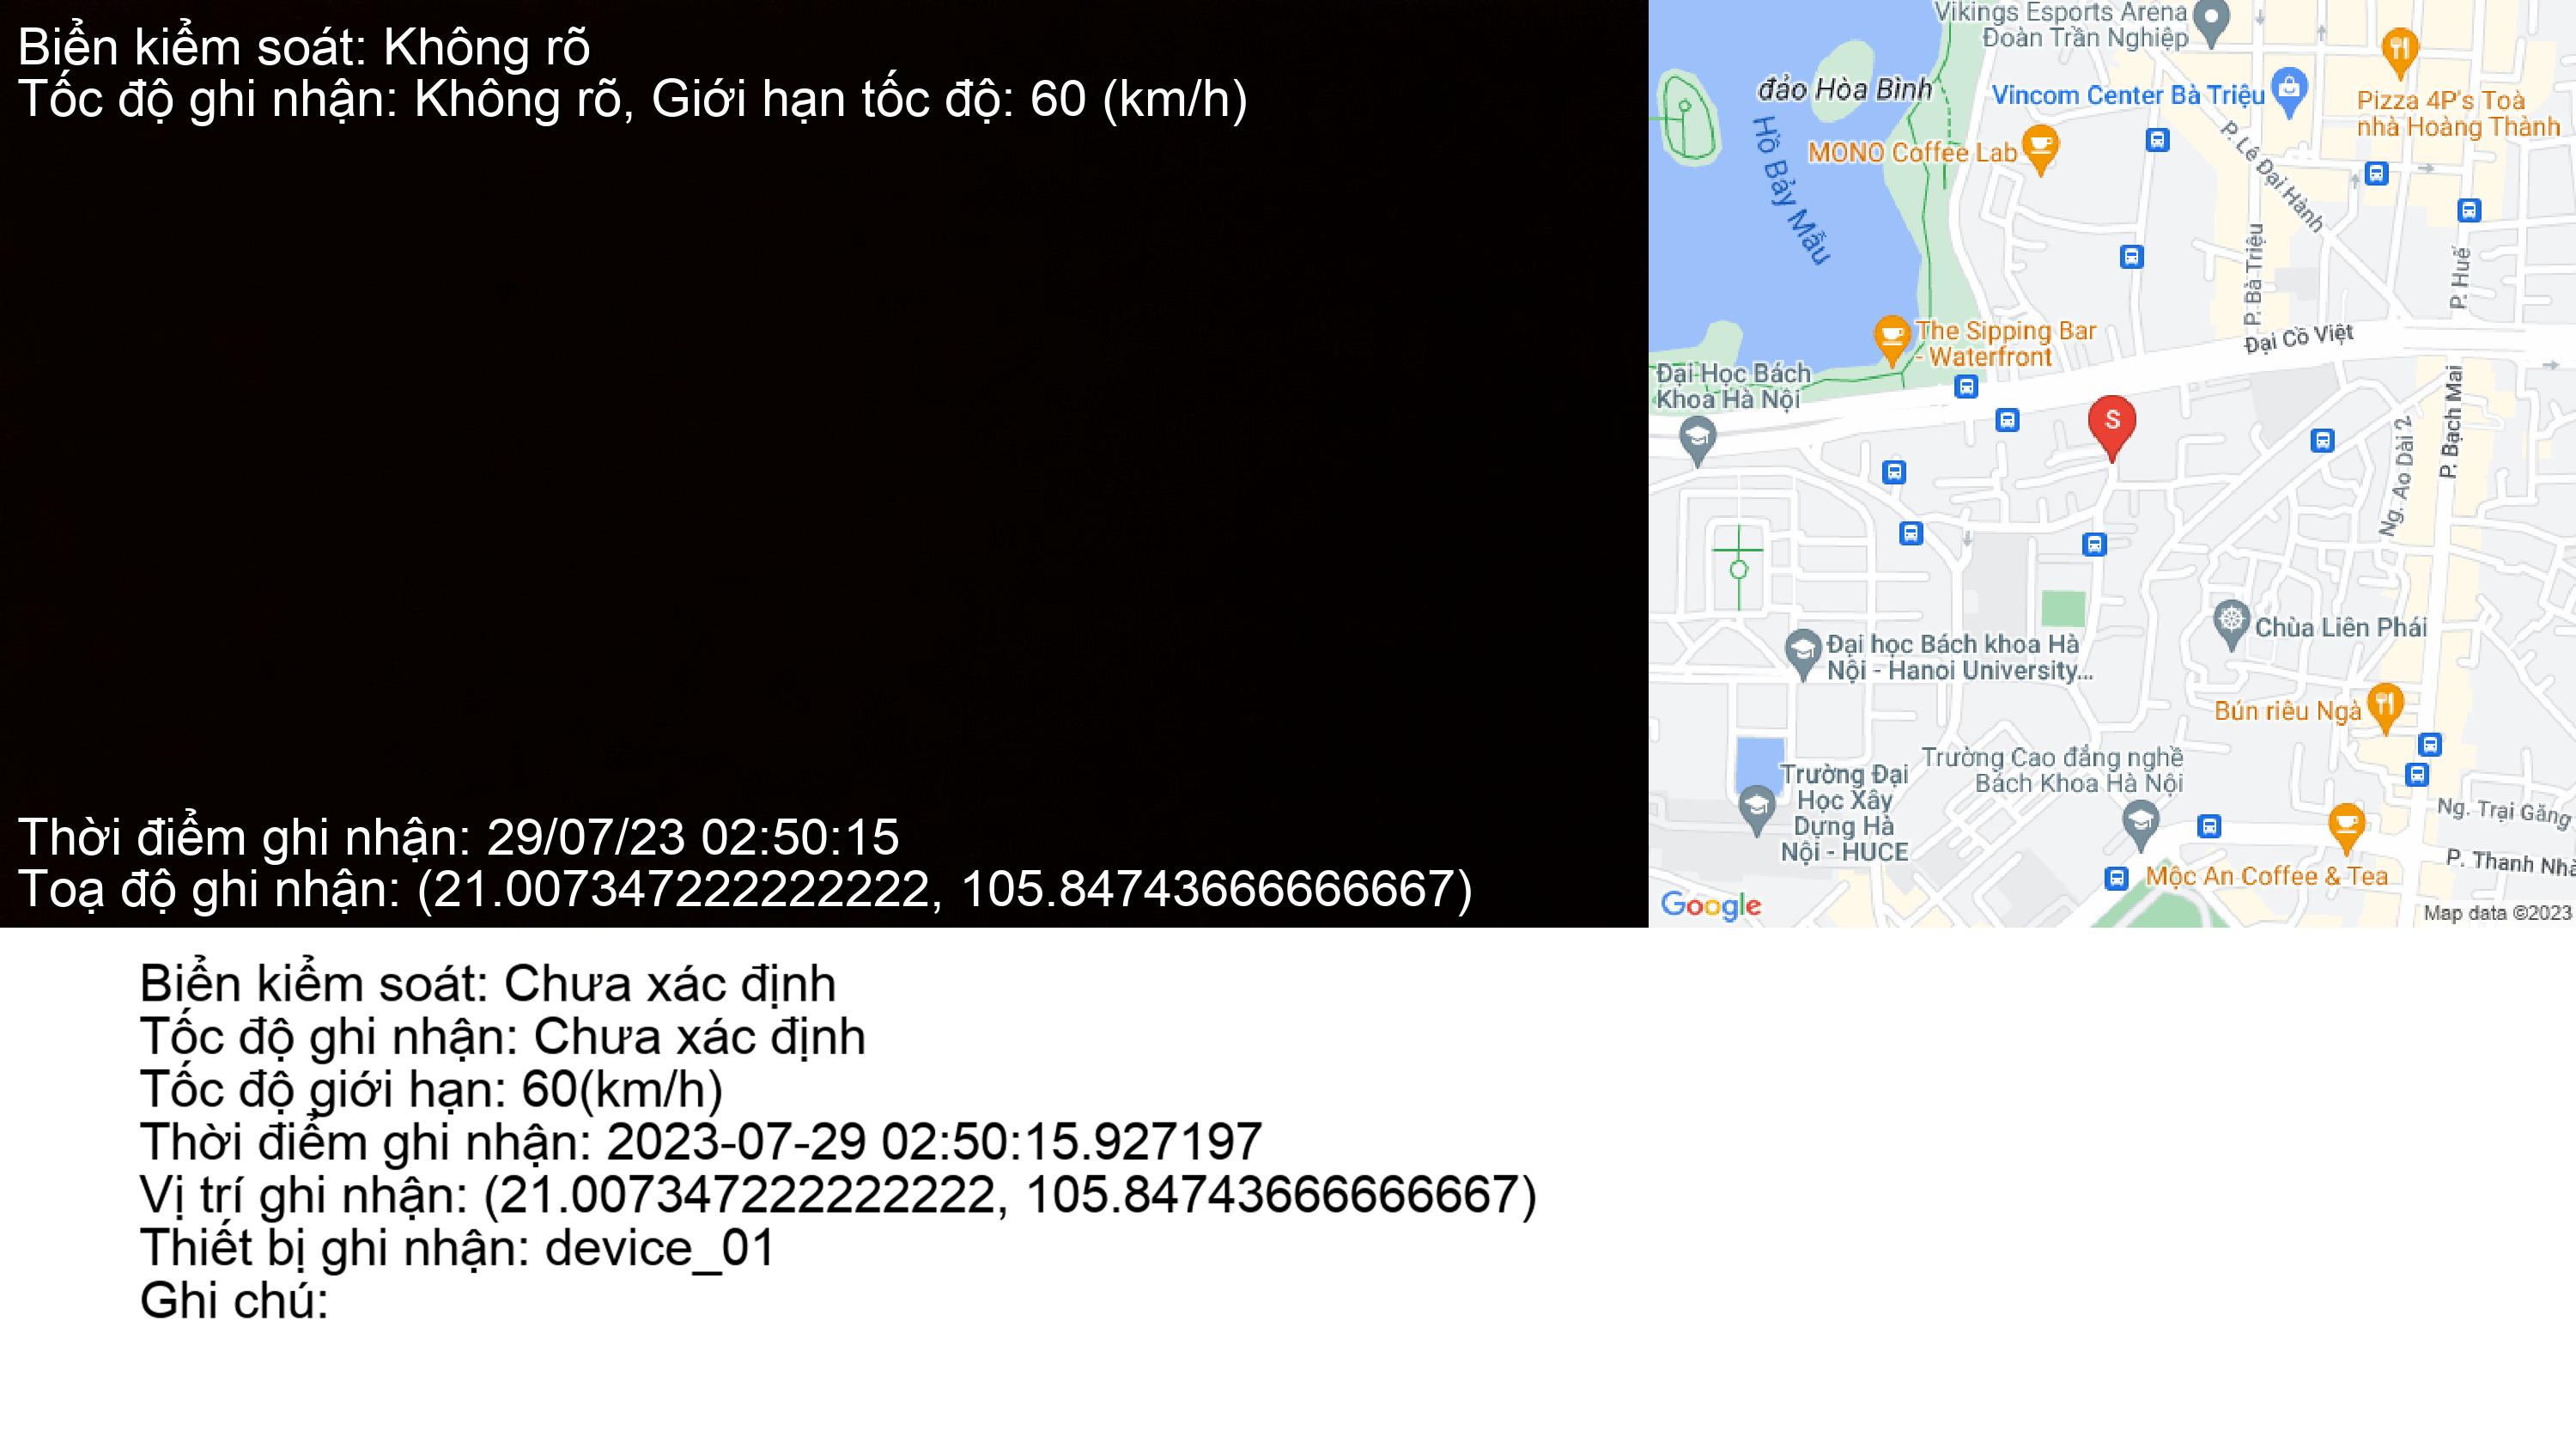 Biển kiểm soát: Không rõ
Tốc độ ghi nhận: Không rõ, Giới hạn tốc độ: 60 (km/h)
Thời điểm ghi nhận: 29/07/23 02:50:15
Toạ độ ghi nhận: (21.007347222222222, 105.84743666666667)
Vikings Esports Arena
Đoàn Trần Nghiệp
đảo Hòa Bình
Vincom Center Bà Triệu
Pizza 4P's Toà
nhà Hoàng Thành
MONO Coffee Lab
P. Lê Đại Hành
Hồ Bảy Mẫu
P. Bà Triệu
P. Huế
The Sipping Bar
- Waterfront
Đại Cồ Việt
Đại Học Bách
Khoa Hà Nội
S
P. Bạch Mai
Ng. Ao Dài 2
Chùa Liên Phái
Đại học Bách khoa Hà
Nội - Hanoi University...
Bún riêu Ngà
Trường Cao đẳng nghề
Bách Khoa Hà Nội
Trường Đại
Học Xây
Dựng Hà
Nội - HUCE
Ng. Trại Găng
P. Thanh Nhà
Mộc An Coffee & Tea
Google
Map data ©2023
Biển kiểm soát: Chưa xác định
Tốc độ ghi nhận: Chưa xác định
Tốc độ giới hạn: 60(km/h)
Thời điểm ghi nhận: 2023-07-29 02:50:15.927197
Vị trí ghi nhận: (21.007347222222222, 105.84743666666667)
Thiết bị ghi nhận: device_01
Ghi chú: